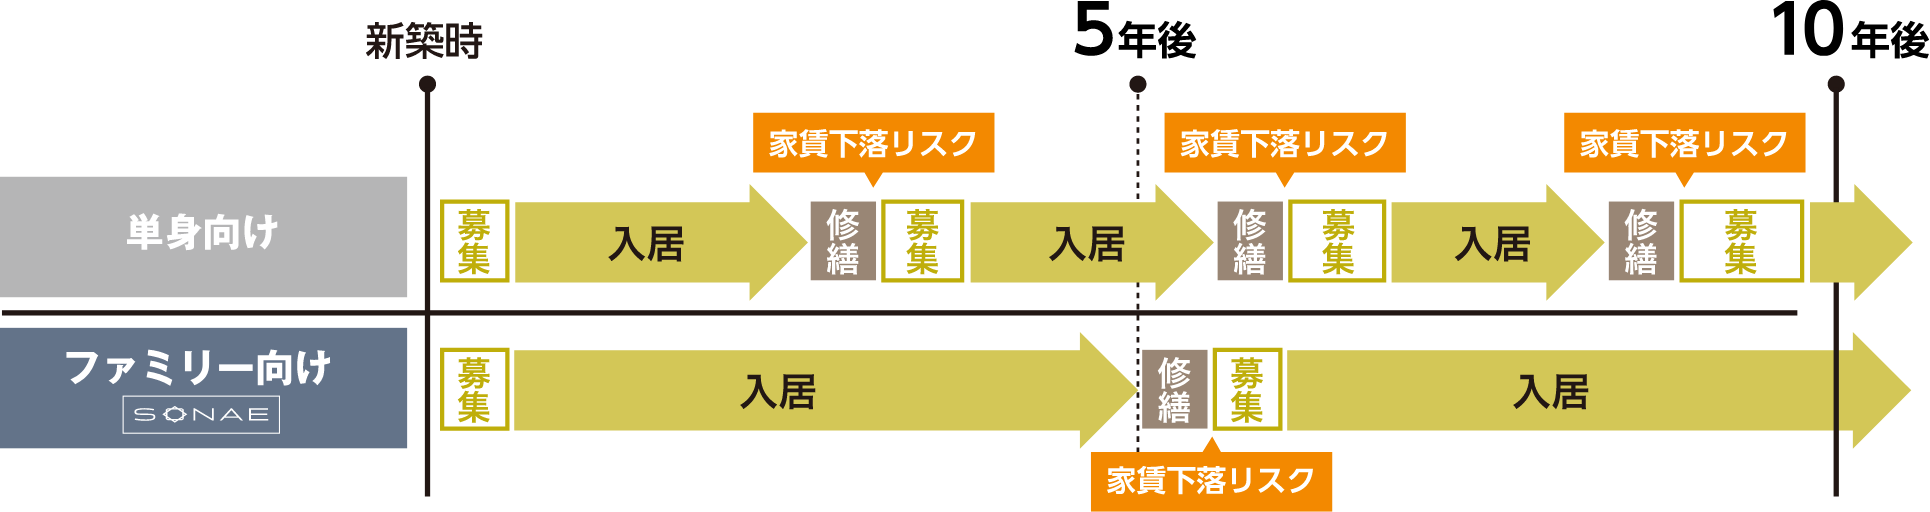 新築時
5年後
10年後
家賃下落リスク
家賃下落リスク
家賃下落リスク
単身向け
募集
入居
修繕
募集
入居
修繕
募集
入居
修繕
募集
ファミリー向け
SONAE
募集
入居
修繕
募集
入居
家賃下落リスク